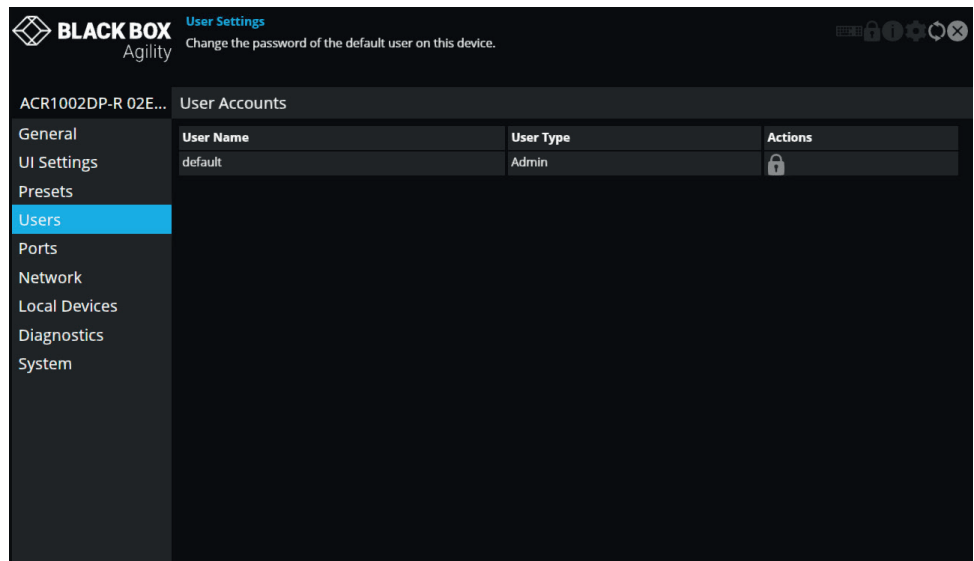 BLACK BOX
Agility
User Settings
Change the password of the default user on this device.
ACR1002DP-R 02E...
User Accounts
General
UI Settings
Presets
Users
Ports
Network
Local Devices
Diagnostics
System
User Name User Type Actions
default Admin